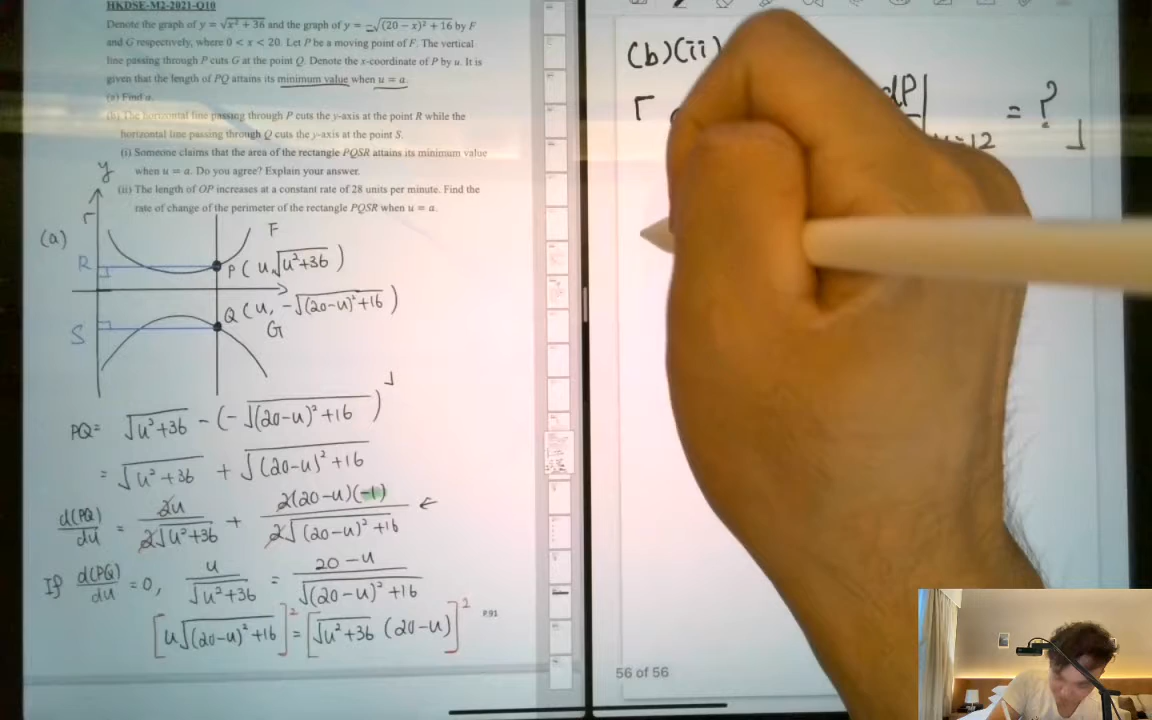 HKDSE-M2-2021-Q10
Denote the graph of y = √(x² + 36) and the graph of y = −√((20 − x)² + 16) by F
and G respectively, where 0 < x < 20. Let P be a moving point of F. The vertical
line passing through P cuts G at the point Q. Denote the x-coordinate of P by u. It is
given that the length of PQ attains its minimum value when u = a.
(a) Find a.
(b) The horizontal line passing through P cuts the y-axis at the point R while the
horizontal line passing through Q cuts the y-axis at the point S.
(i) Someone claims that the area of the rectangle PQSR attains its minimum value
when u = a. Do you agree? Explain your answer.
(ii) The length of OP increases at a constant rate of 28 units per minute. Find the
rate of change of the perimeter of the rectangle PQSR when u = a.
(a)
y
F
R
P(u, √(u²+36))
Q(u, −√((20−u)²+16))
G
S
PQ= √(u²+36) − (−√((20−u)²+16))
= √(u²+36) + √((20−u)²+16)
d(PQ)/du = 2u/(2√(u²+36)) + 2(20−u)(−1)/(2√((20−u)²+16)) ←
If d(PQ)/du =0, u/√(u²+36) = (20−u)/√((20−u)²+16)
[u√((20−u)²+16)]² = [√(u²+36) (20−u)]²
P.91
(b)(ii)
dP
= ?
=12
56 of 56